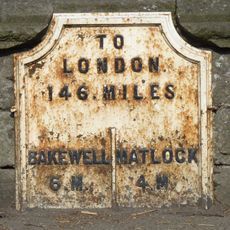 TO
LONDON
146.MILES
BAKEWELL MATLOCK
6 M. 4 M